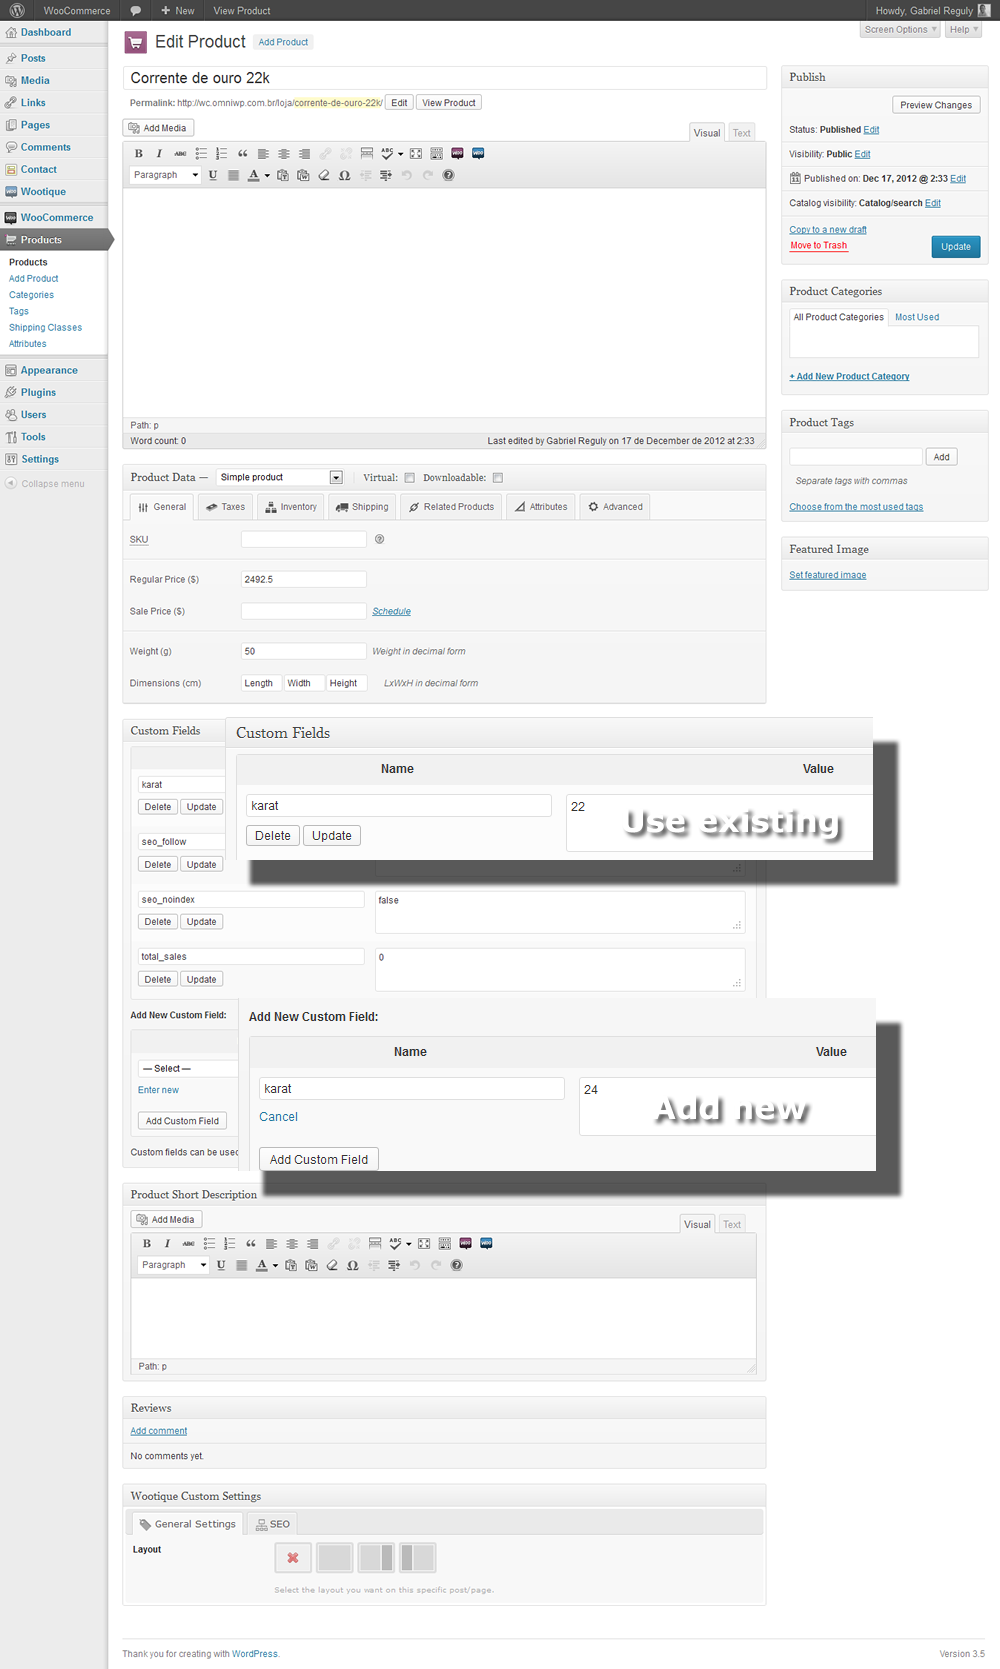 WooCommerce + New View Product Howdy, Gabriel Reguly
Screen Options Help
Dashboard
Posts
Media
Links
Pages
Comments
Contact
Wootique
WooCommerce
Products
Products
Add Product
Categories
Tags
Shipping Classes
Attributes
Appearance
Plugins
Users
Tools
Settings
Collapse menu
Edit Product Add Product
Corrente de ouro 22k
Permalink: http://wc.omniwp.com.br/loja/corrente-de-ouro-22k/ Edit View Product
Add Media
Visual Text
B I ABC “ ABC
Paragraph U A Ω ?
Path: p
Word count: 0 Last edited by Gabriel Reguly on 17 de December de 2012 at 2:33
Product Data — Simple product Virtual: Downloadable:
General Taxes Inventory Shipping Related Products Attributes Advanced
SKU ?
Regular Price ($) 2492.5
Sale Price ($) Schedule
Weight (g) 50 Weight in decimal form
Dimensions (cm) Length Width Height LxWxH in decimal form
Custom Fields
karat
Delete Update
seo_follow
Delete Update
Custom Fields
Name Value
karat 22
Delete Update
Use existing
seo_noindex false
Delete Update
total_sales 0
Delete Update
Add New Custom Field:
— Select —
Enter new
Add Custom Field
Custom fields can be used
Add New Custom Field:
Name Value
karat 24
Cancel
Add new
Add Custom Field
Product Short Description
Add Media
Visual Text
B I ABC “ ABC
Paragraph U A Ω ?
Path: p
Reviews
Add comment
No comments yet.
Wootique Custom Settings
General Settings SEO
Layout
Select the layout you want on this specific post/page.
Publish
Preview Changes
Status: Published Edit
Visibility: Public Edit
Published on: Dec 17, 2012 @ 2:33 Edit
Catalog visibility: Catalog/search Edit
Copy to a new draft
Move to Trash
Update
Product Categories
All Product Categories Most Used
+ Add New Product Category
Product Tags
Add
Separate tags with commas
Choose from the most used tags
Featured Image
Set featured image
Thank you for creating with WordPress. Version 3.5